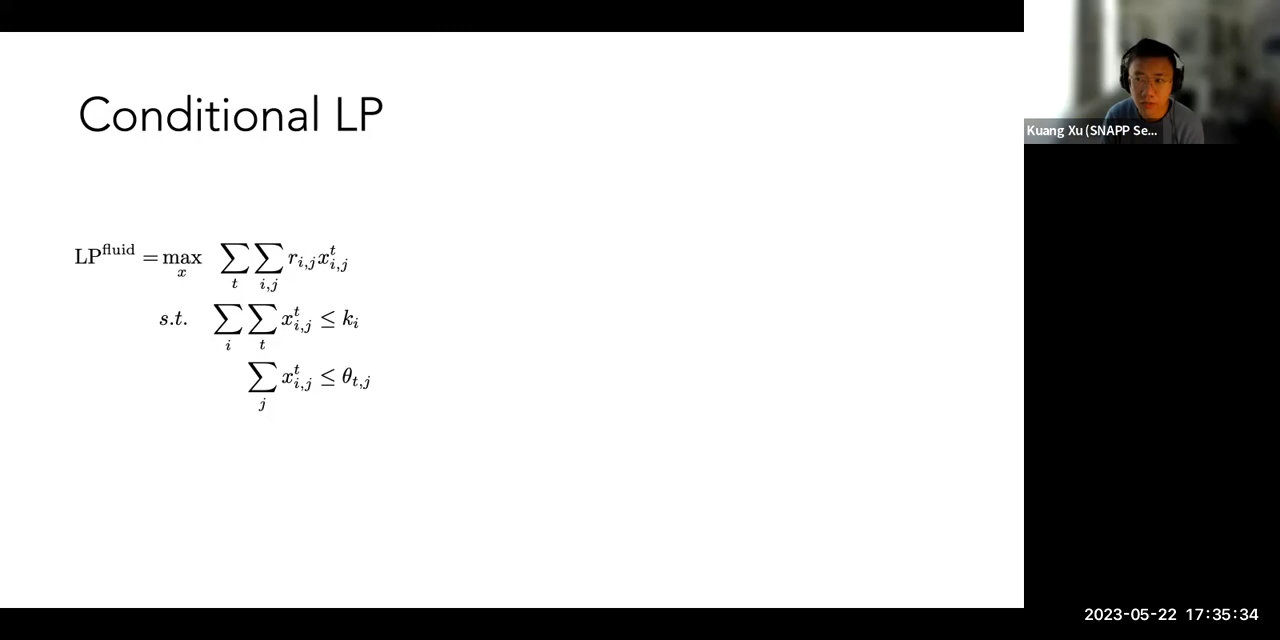 Conditional LP
LP^fluid = max_x ∑_t ∑_{i,j} r_{i,j} x^t_{i,j}
s.t. ∑_i ∑_t x^t_{i,j} ≤ k_i
∑_j x^t_{i,j} ≤ θ_{t,j}
Kuang Xu (SNAPP Se...
2023-05-22 17:35:34